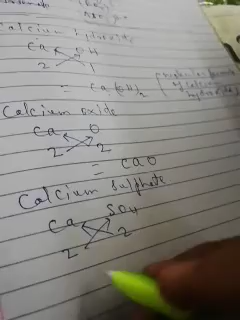 Calcium hydroxide
Ca OH
2 1
= Ca(OH)2
Calcium oxide
Ca O
2 2
= CaO
Calcium sulphate
Ca SO4
2 2